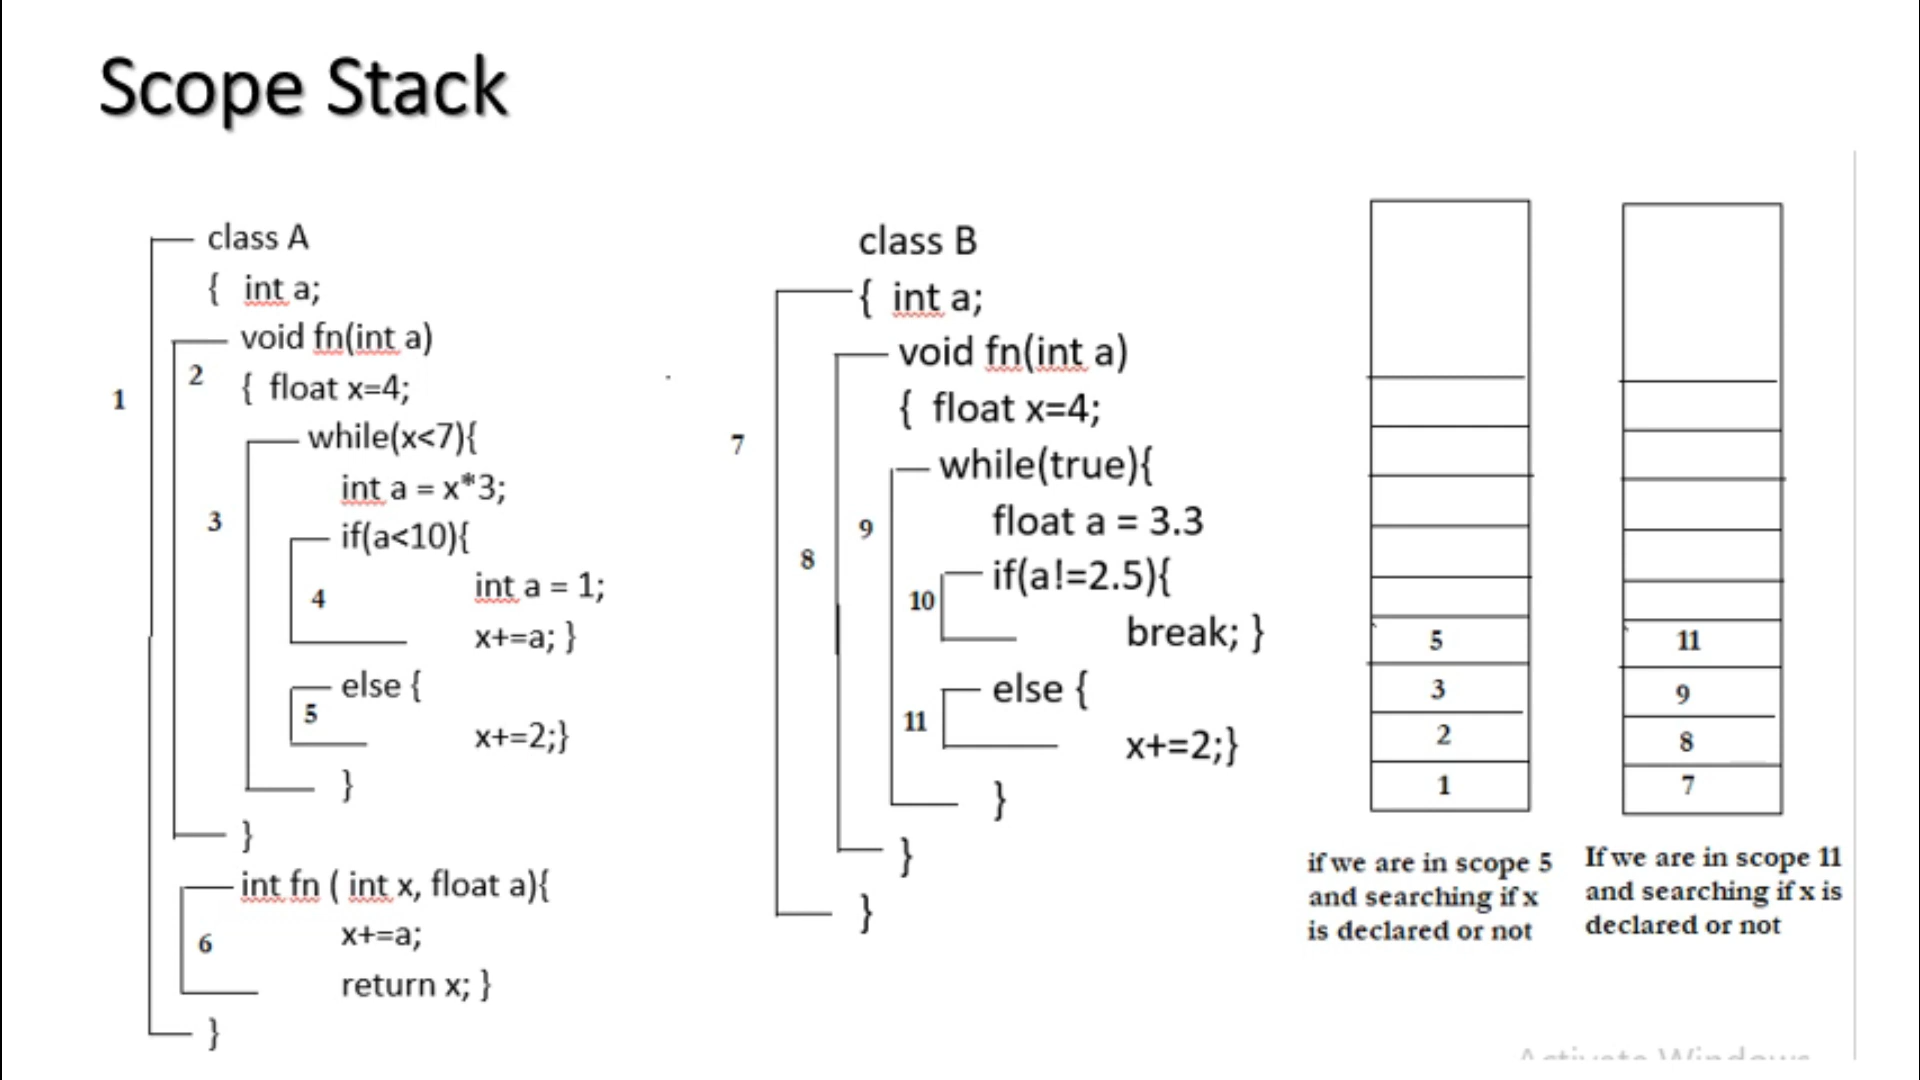 Scope Stack
class A
{ int a;
void fn(int a)
{ float x=4;
while(x<7){
int a = x*3;
if(a<10){
int a = 1;
x+=a; }
else {
x+=2;}
}
}
int fn ( int x, float a){
x+=a;
return x; }
}
1
2
3
4
5
6
class B
{ int a;
void fn(int a)
{ float x=4;
while(true){
float a = 3.3
if(a!=2.5){
break; }
else {
x+=2;}
}
}
}
7
8
9
10
11
5
3
2
1
if we are in scope 5
and searching if x
is declared or not
11
9
8
7
If we are in scope 11
and searching if x is
declared or not
Activate Windows